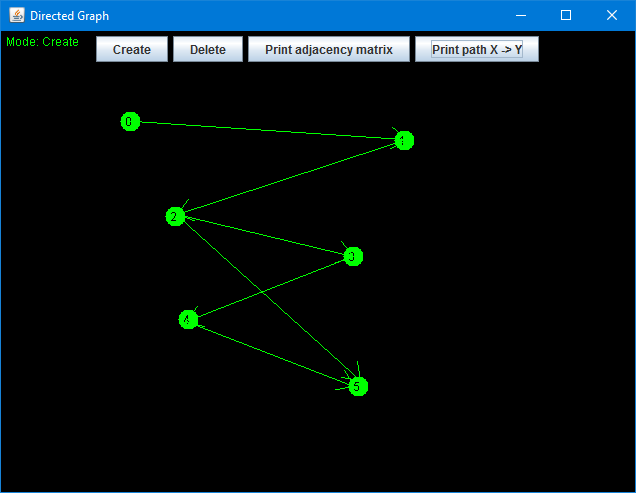 Directed Graph
Mode: Create
Create Delete Print adjacency matrix Print path X -> Y
0
1
2
3
4
5